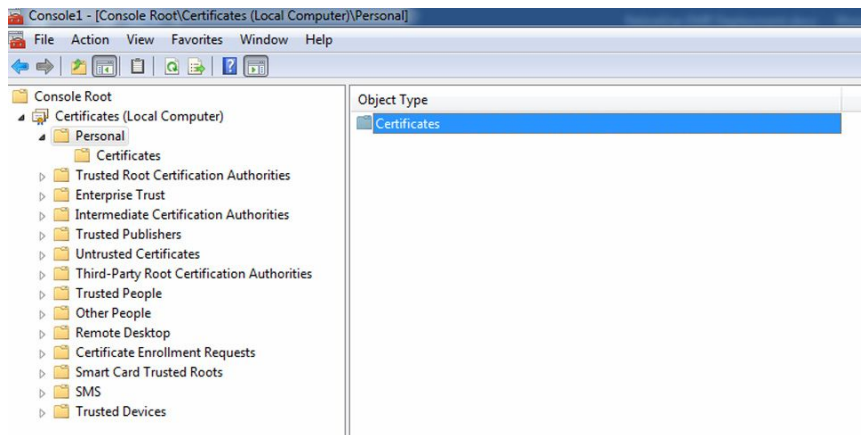 Console1 - [Console Root\Certificates (Local Computer)\Personal]
File Action View Favorites Window Help
Console Root
Certificates (Local Computer)
Personal
Certificates
Trusted Root Certification Authorities
Enterprise Trust
Intermediate Certification Authorities
Trusted Publishers
Untrusted Certificates
Third-Party Root Certification Authorities
Trusted People
Other People
Remote Desktop
Certificate Enrollment Requests
Smart Card Trusted Roots
SMS
Trusted Devices
Object Type
Certificates